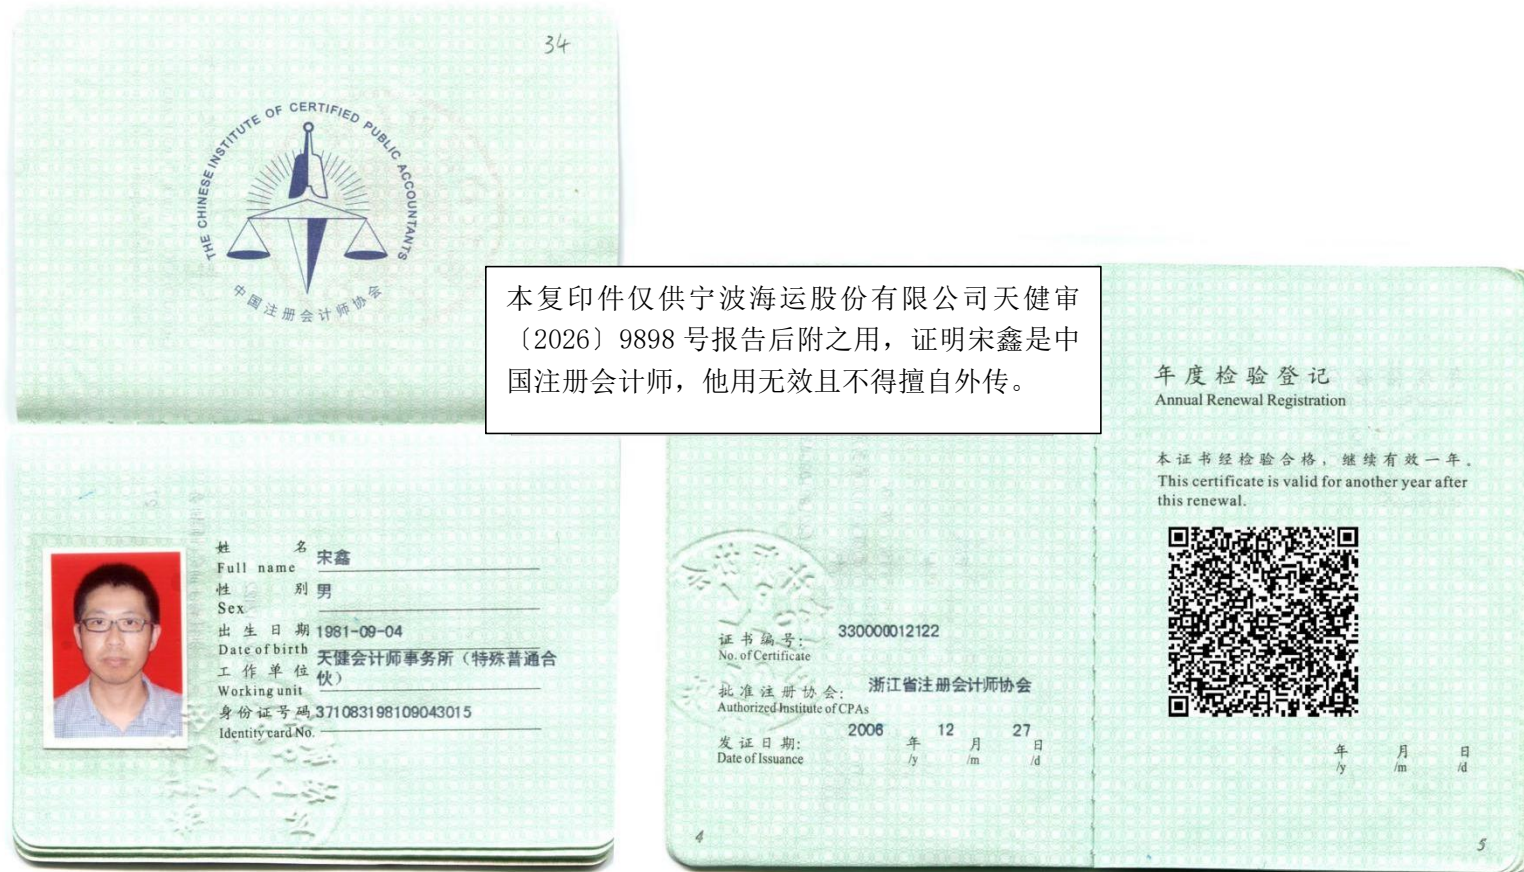 34
THE CHINESE INSTITUTE OF CERTIFIED PUBLIC ACCOUNTANTS
中国注册会计师协会
本复印件仅供宁波海运股份有限公司天健审
〔2026〕9898 号报告后附之用，证明宋鑫是中
国注册会计师，他用无效且不得擅自外传。
姓 名 宋鑫
Full name
性 别 男
Sex
出 生 日 期 1981-09-04
Date of birth
工 作 单 位 天健会计师事务所（特殊普通合
伙）
Working unit
身份证号码 371083198109043015
Identity card No.
证书编号: 330000012122
No. of Certificate
批准注册协会: 浙江省注册会计师协会
Authorized Institute of CPAs
发证日期: 2006 年 12 月 27 日
Date of Issuance /y /m /d
4
年度检验登记
Annual Renewal Registration
本证书经检验合格，继续有效一年。
This certificate is valid for another year after
this renewal.
年 月 日
/y /m /d
5